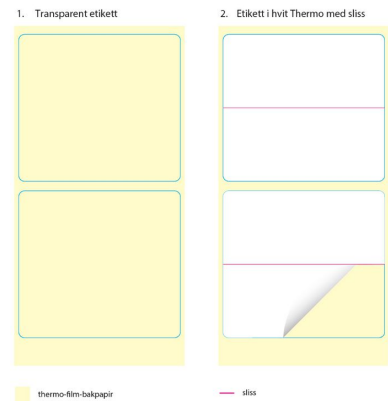 1. Transparent etikett
2. Etikett i hvit Thermo med sliss
thermo-film-bakpapir
sliss